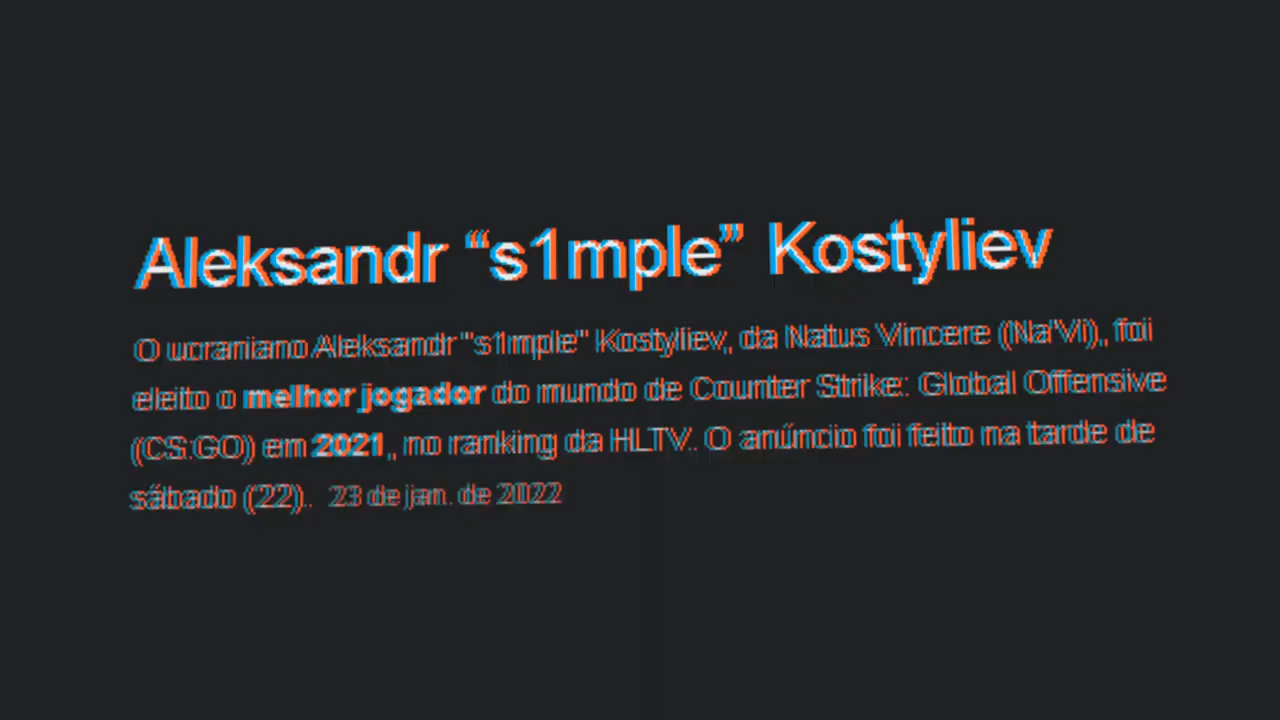 Aleksandr “s1mple” Kostyliev
O ucraniano Aleksandr "s1mple" Kostyliev, da Natus Vincere (Na'Vi), foi
eleito o melhor jogador do mundo de Counter Strike: Global Offensive
(CS:GO) em 2021, no ranking da HLTV. O anúncio foi feito na tarde de
sábado (22). 23 de jan. de 2022